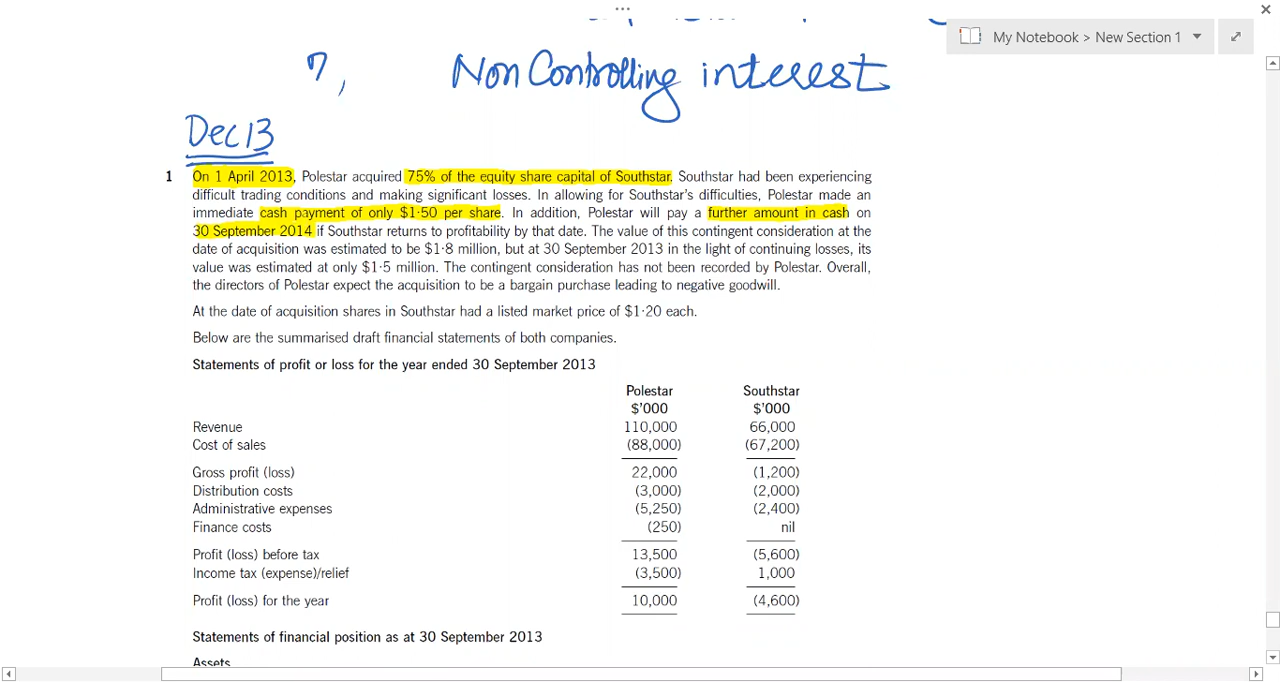 ...
My Notebook > New Section 1
7, Non Controlling interest
Dec 13
1 On 1 April 2013, Polestar acquired 75% of the equity share capital of Southstar. Southstar had been experiencing
difficult trading conditions and making significant losses. In allowing for Southstar's difficulties, Polestar made an
immediate cash payment of only $1·50 per share. In addition, Polestar will pay a further amount in cash on
30 September 2014 if Southstar returns to profitability by that date. The value of this contingent consideration at the
date of acquisition was estimated to be $1·8 million, but at 30 September 2013 in the light of continuing losses, its
value was estimated at only $1·5 million. The contingent consideration has not been recorded by Polestar. Overall,
the directors of Polestar expect the acquisition to be a bargain purchase leading to negative goodwill.
At the date of acquisition shares in Southstar had a listed market price of $1·20 each.
Below are the summarised draft financial statements of both companies.
Statements of profit or loss for the year ended 30 September 2013
Polestar Southstar
$'000 $'000
Revenue 110,000 66,000
Cost of sales (88,000) (67,200)
Gross profit (loss) 22,000 (1,200)
Distribution costs (3,000) (2,000)
Administrative expenses (5,250) (2,400)
Finance costs (250) nil
Profit (loss) before tax 13,500 (5,600)
Income tax (expense)/relief (3,500) 1,000
Profit (loss) for the year 10,000 (4,600)
Statements of financial position as at 30 September 2013
Assets